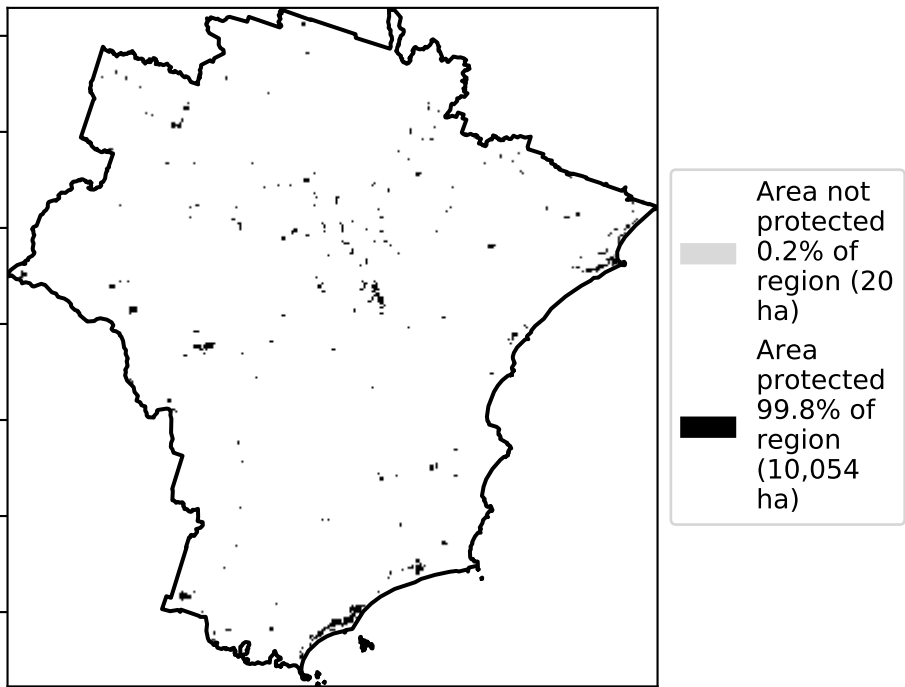 Area not
protected
0.2% of
region (20
ha)
Area
protected
99.8% of
region
(10,054
ha)